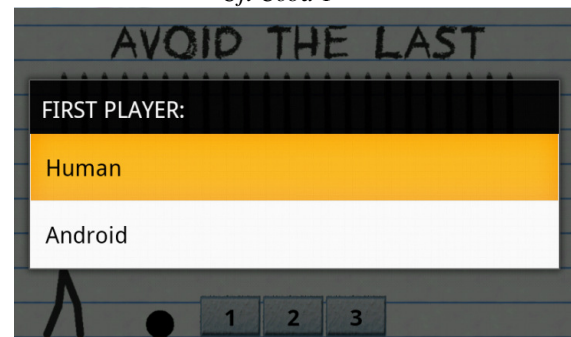 AVOID THE LAST
FIRST PLAYER:
Human
Android
1 2 3